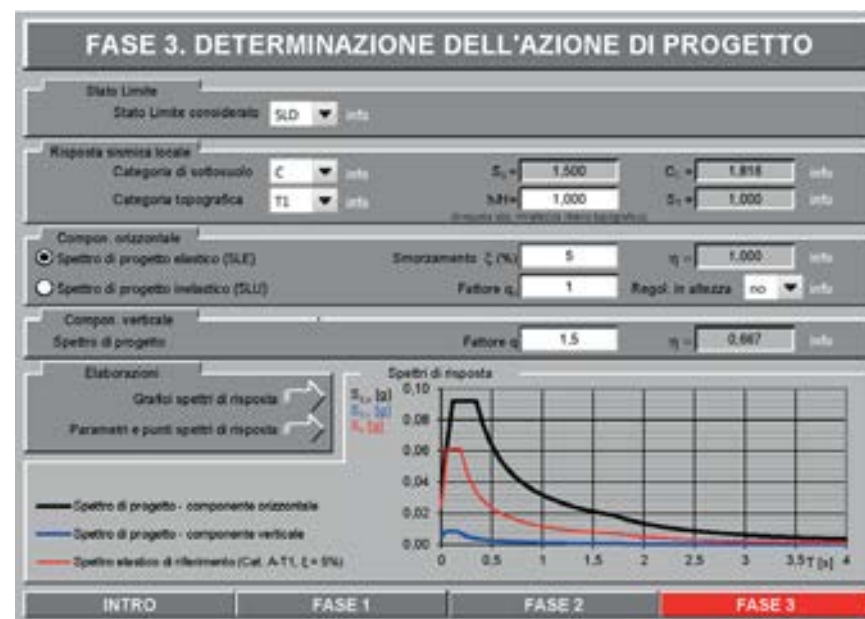 FASE 3. DETERMINAZIONE DELL'AZIONE DI PROGETTO
Stato Limite
Stato Limite considerato SLD info
Risposta sismica locale
Categoria di sottosuolo C info
SS = 1,500 CC = 1,816 info
Categoria topografica T1 info
h/H= 1,000 ST = 1,000 info
Compon. orizzontale
Spettro di progetto elastico (SLE) Smorzamento ξ (%) 5 η = 1,000 info
Spettro di progetto inelastico (SLU) Fattore qo 1 Regol. in altezza no info
Compon. verticale
Spettro di progetto Fattore q 1,5 η = 0,667 info
Elaborazioni
Grafici spettri di risposta
Parametri e punti spettri di risposta
Spettri di risposta
[g]
[g]
[g]
0,10
0,08
0,06
0,04
0,02
0,00
0 0,5 1 1,5 2 2,5 3 3,5 T [s] 4
Spettro di progetto - componente orizzontale
Spettro di progetto - componente verticale
Spettro elastico di riferimento (Cat. A-T1, ξ = 5%)
INTRO FASE 1 FASE 2 FASE 3